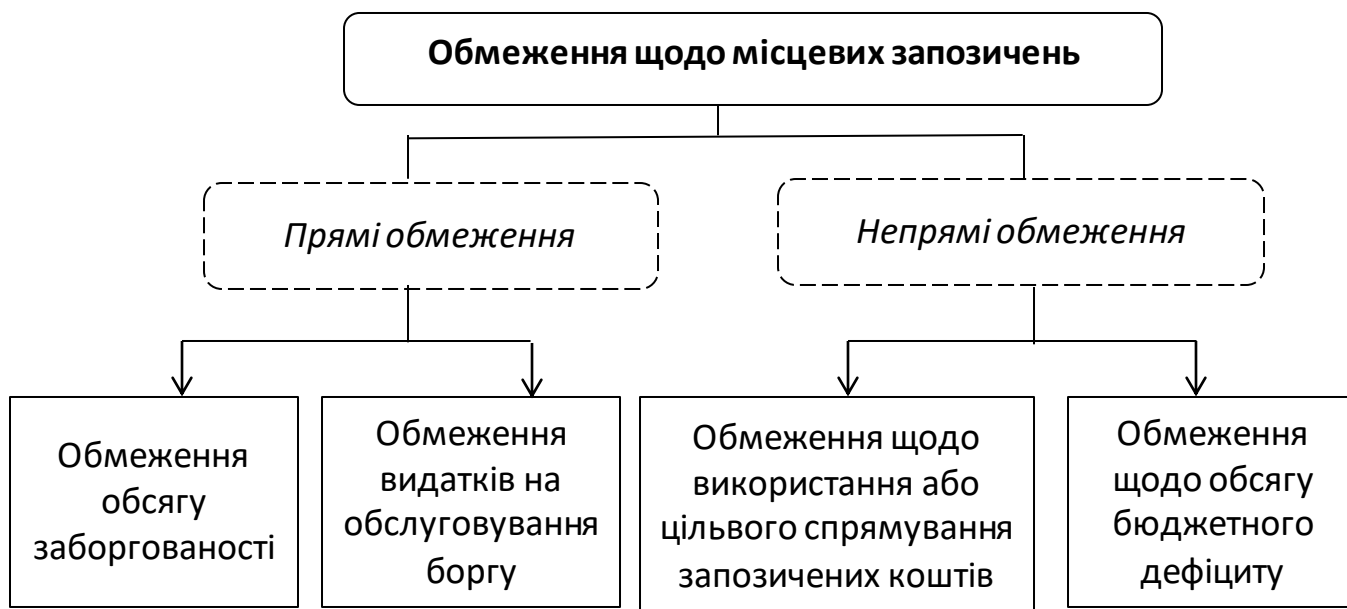 Обмеження щодо місцевих запозичень
Прямі обмеження
Непрямі обмеження
Обмеження
обсягу
заборгованості
Обмеження
видатків на
обслуговування
боргу
Обмеження щодо
використання або
цільвого спрямування
запозичених коштів
Обмеження
щодо обсягу
бюджетного
дефіциту